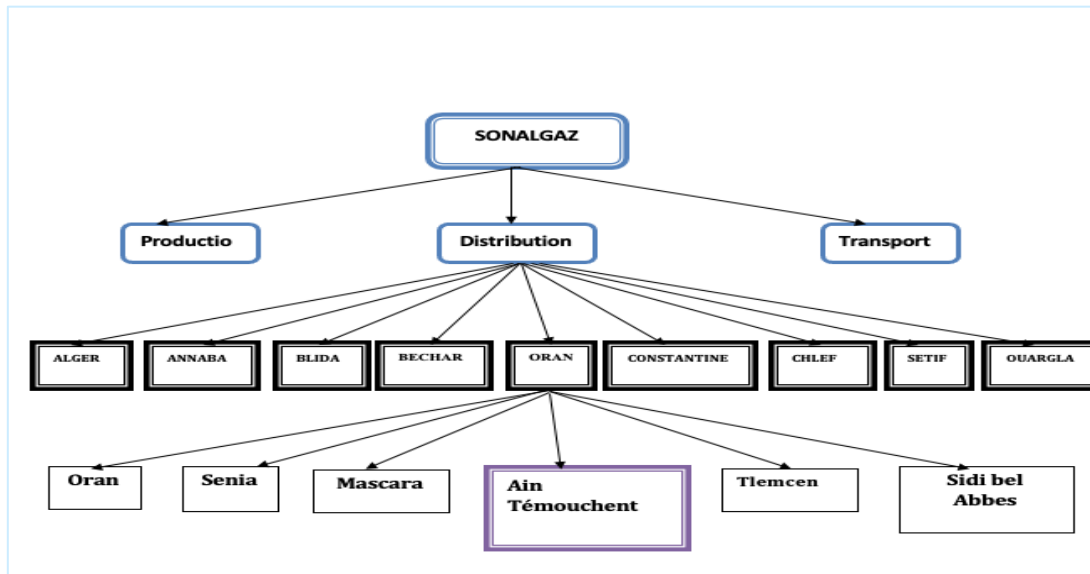 SONALGAZ
Productio
Distribution
Transport
ALGER
ANNABA
BLIDA
BECHAR
ORAN
CONSTANTINE
CHLEF
SETIF
OUARGLA
Oran
Senia
Mascara
Ain
Témouchent
Tlemcen
Sidi bel
Abbes